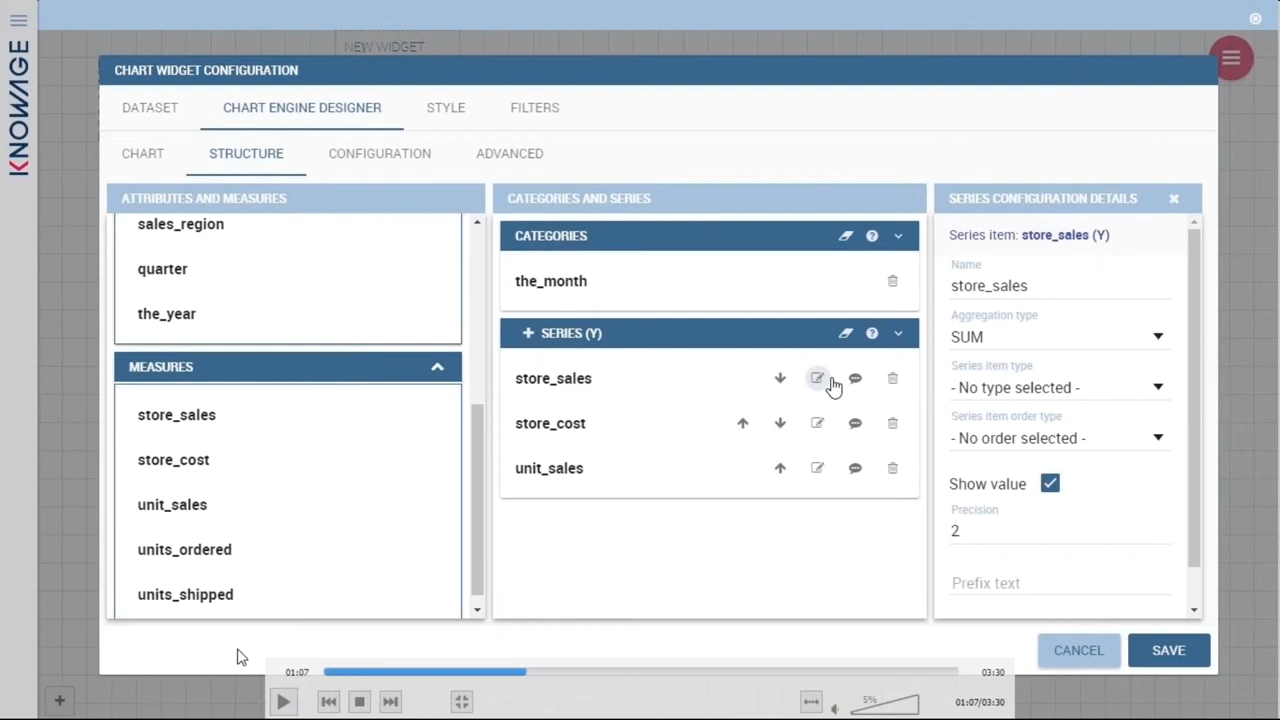 KNOWAGE
NEW WIDGET
CHART WIDGET CONFIGURATION
DATASET
CHART ENGINE DESIGNER
STYLE
FILTERS
CHART
STRUCTURE
CONFIGURATION
ADVANCED
ATTRIBUTES AND MEASURES
sales_region
quarter
the_year
MEASURES
store_sales
store_cost
unit_sales
units_ordered
units_shipped
CATEGORIES AND SERIES
CATEGORIES
the_month
SERIES (Y)
store_sales
store_cost
unit_sales
SERIES CONFIGURATION DETAILS
Series item: store_sales (Y)
Name
store_sales
Aggregation type
SUM
Series item type
- No type selected -
Series item order type
- No order selected -
Show value
Precision
2
Prefix text
CANCEL
SAVE
01:07
03:30
5%
01:07/03:30